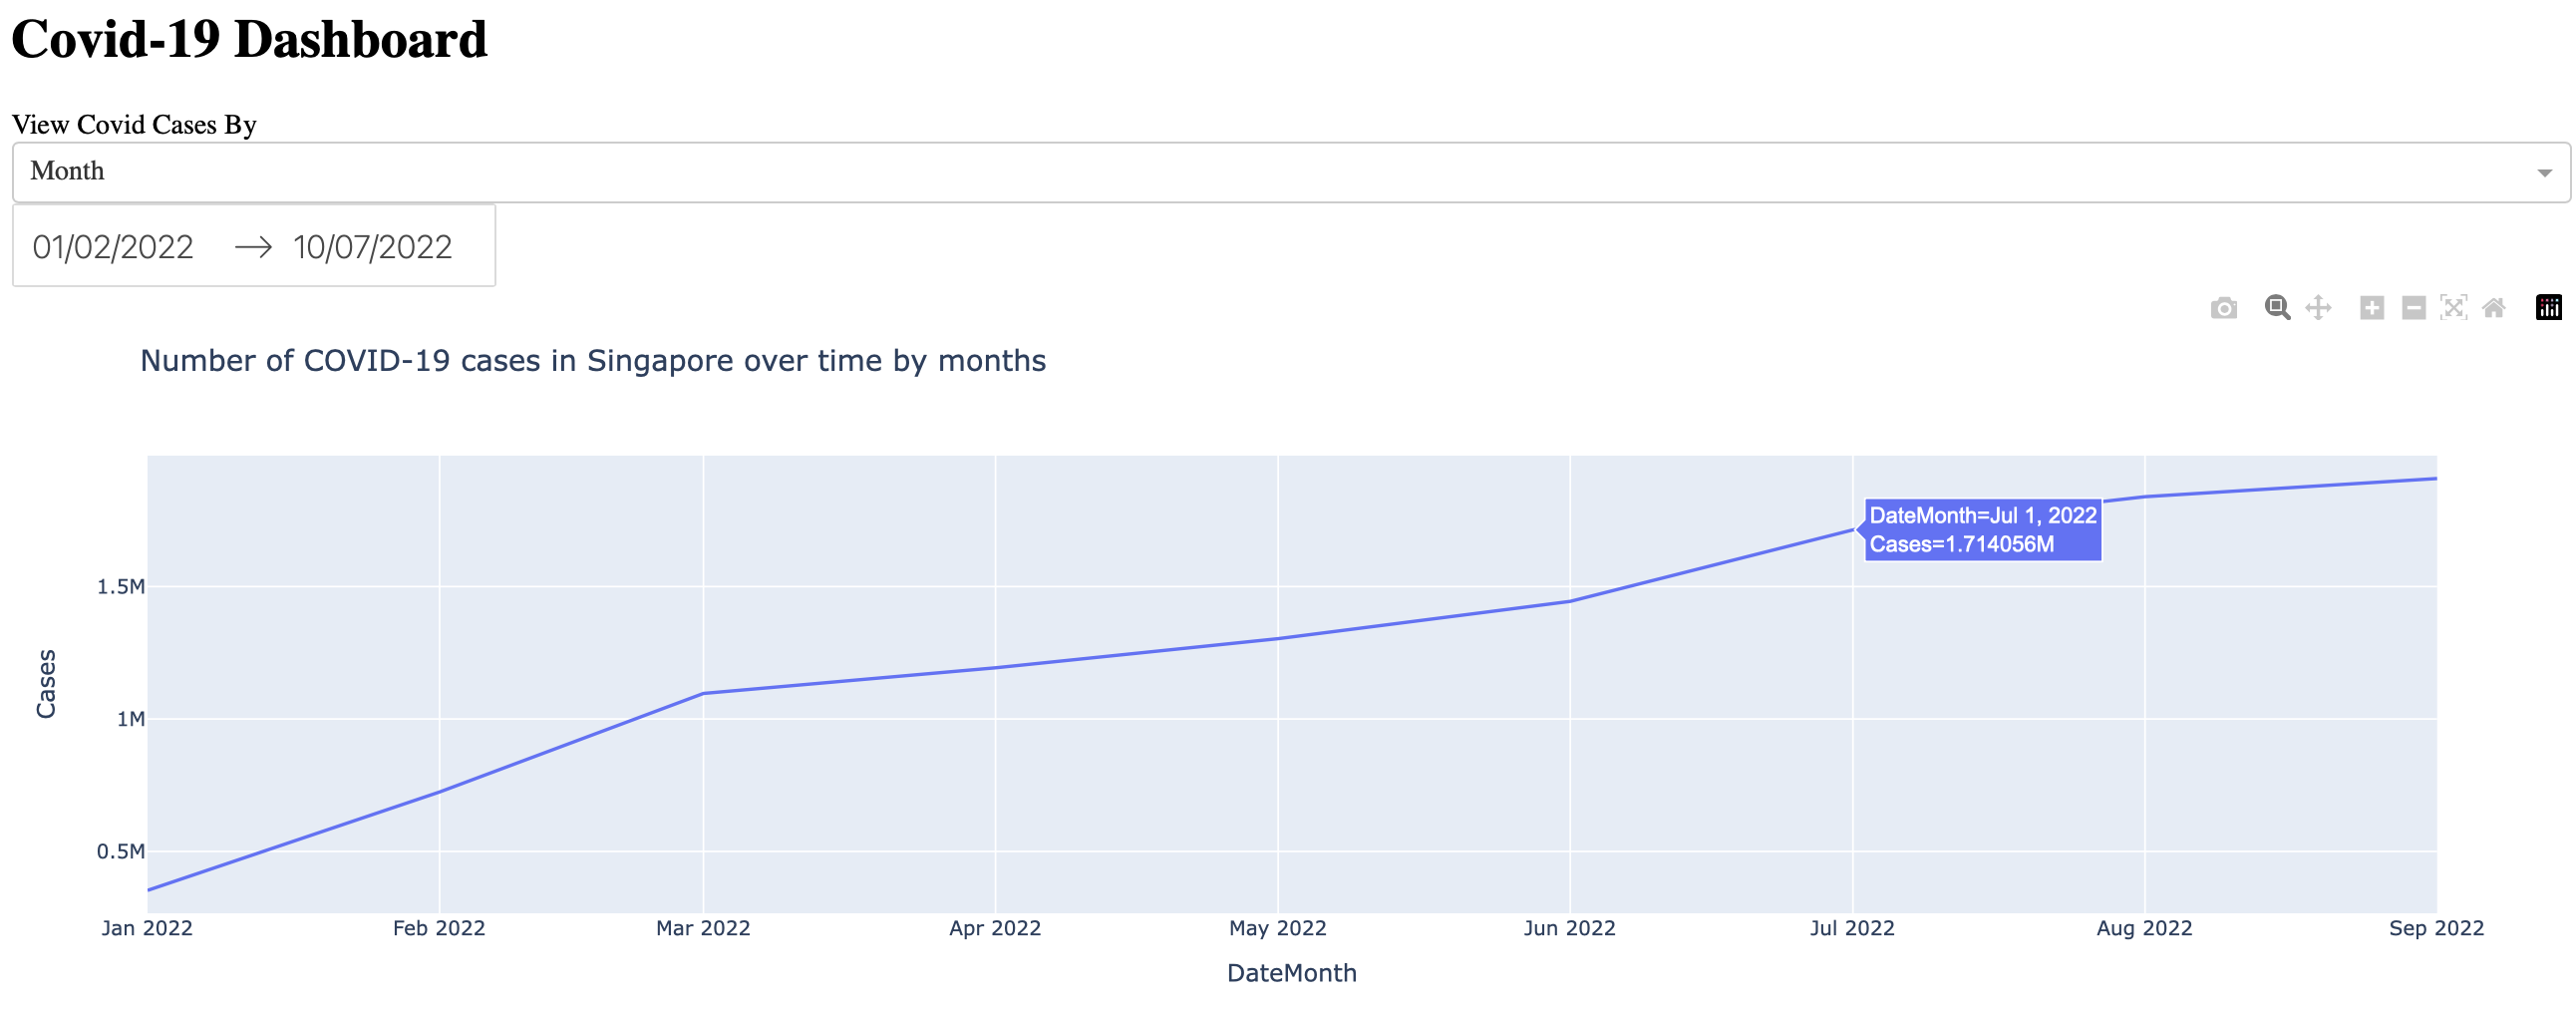 Covid-19 Dashboard
View Covid Cases By
Month
01/02/2022 → 10/07/2022
Number of COVID-19 cases in Singapore over time by months
DateMonth=Jul 1, 2022
Cases=1.714056M
1.5M
1M
0.5M
Cases
Jan 2022 Feb 2022 Mar 2022 Apr 2022 May 2022 Jun 2022 Jul 2022 Aug 2022 Sep 2022
DateMonth